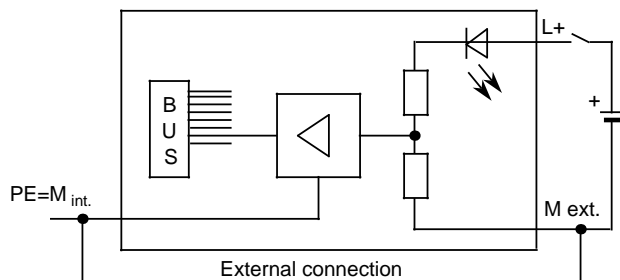 L+
B
U
S
+
PE=M int.
M ext.
External connection